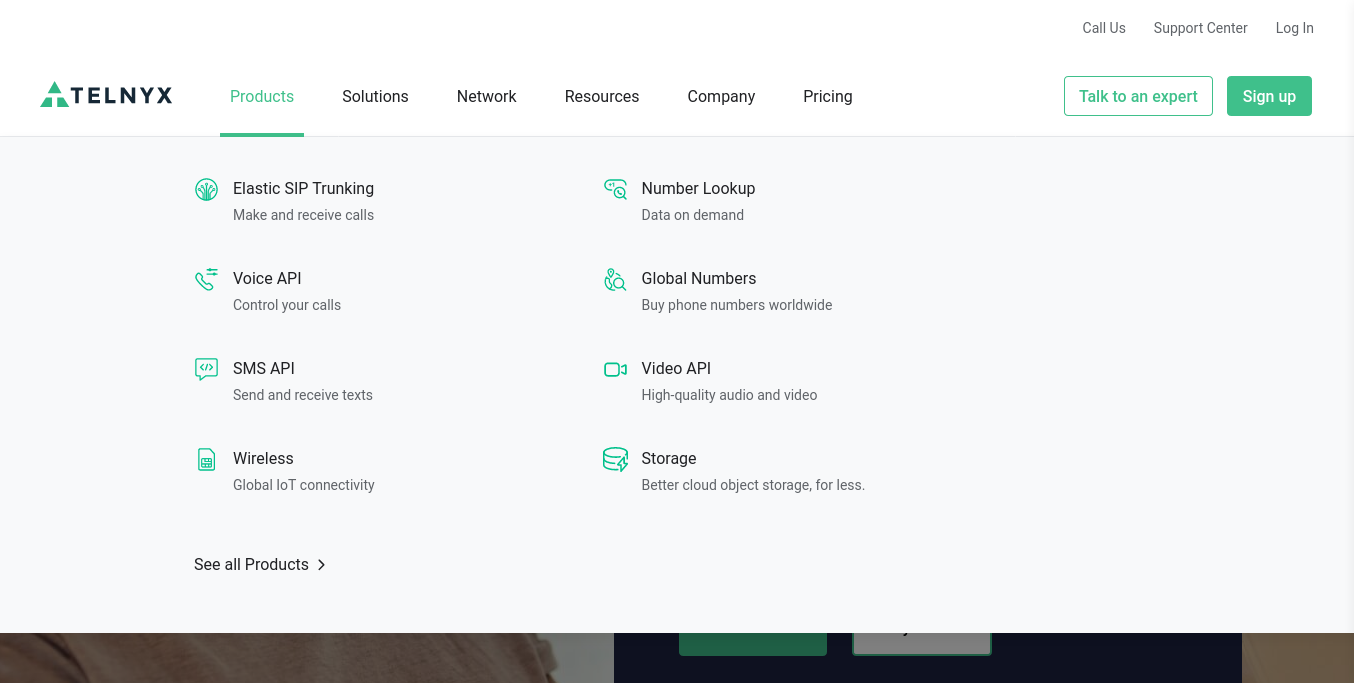 Call Us Support Center Log In
TELNYX Products Solutions Network Resources Company Pricing Talk to an expert Sign up
Elastic SIP Trunking
Make and receive calls
Number Lookup
Data on demand
Voice API
Control your calls
Global Numbers
Buy phone numbers worldwide
SMS API
Send and receive texts
Video API
High-quality audio and video
Wireless
Global IoT connectivity
Storage
Better cloud object storage, for less.
See all Products